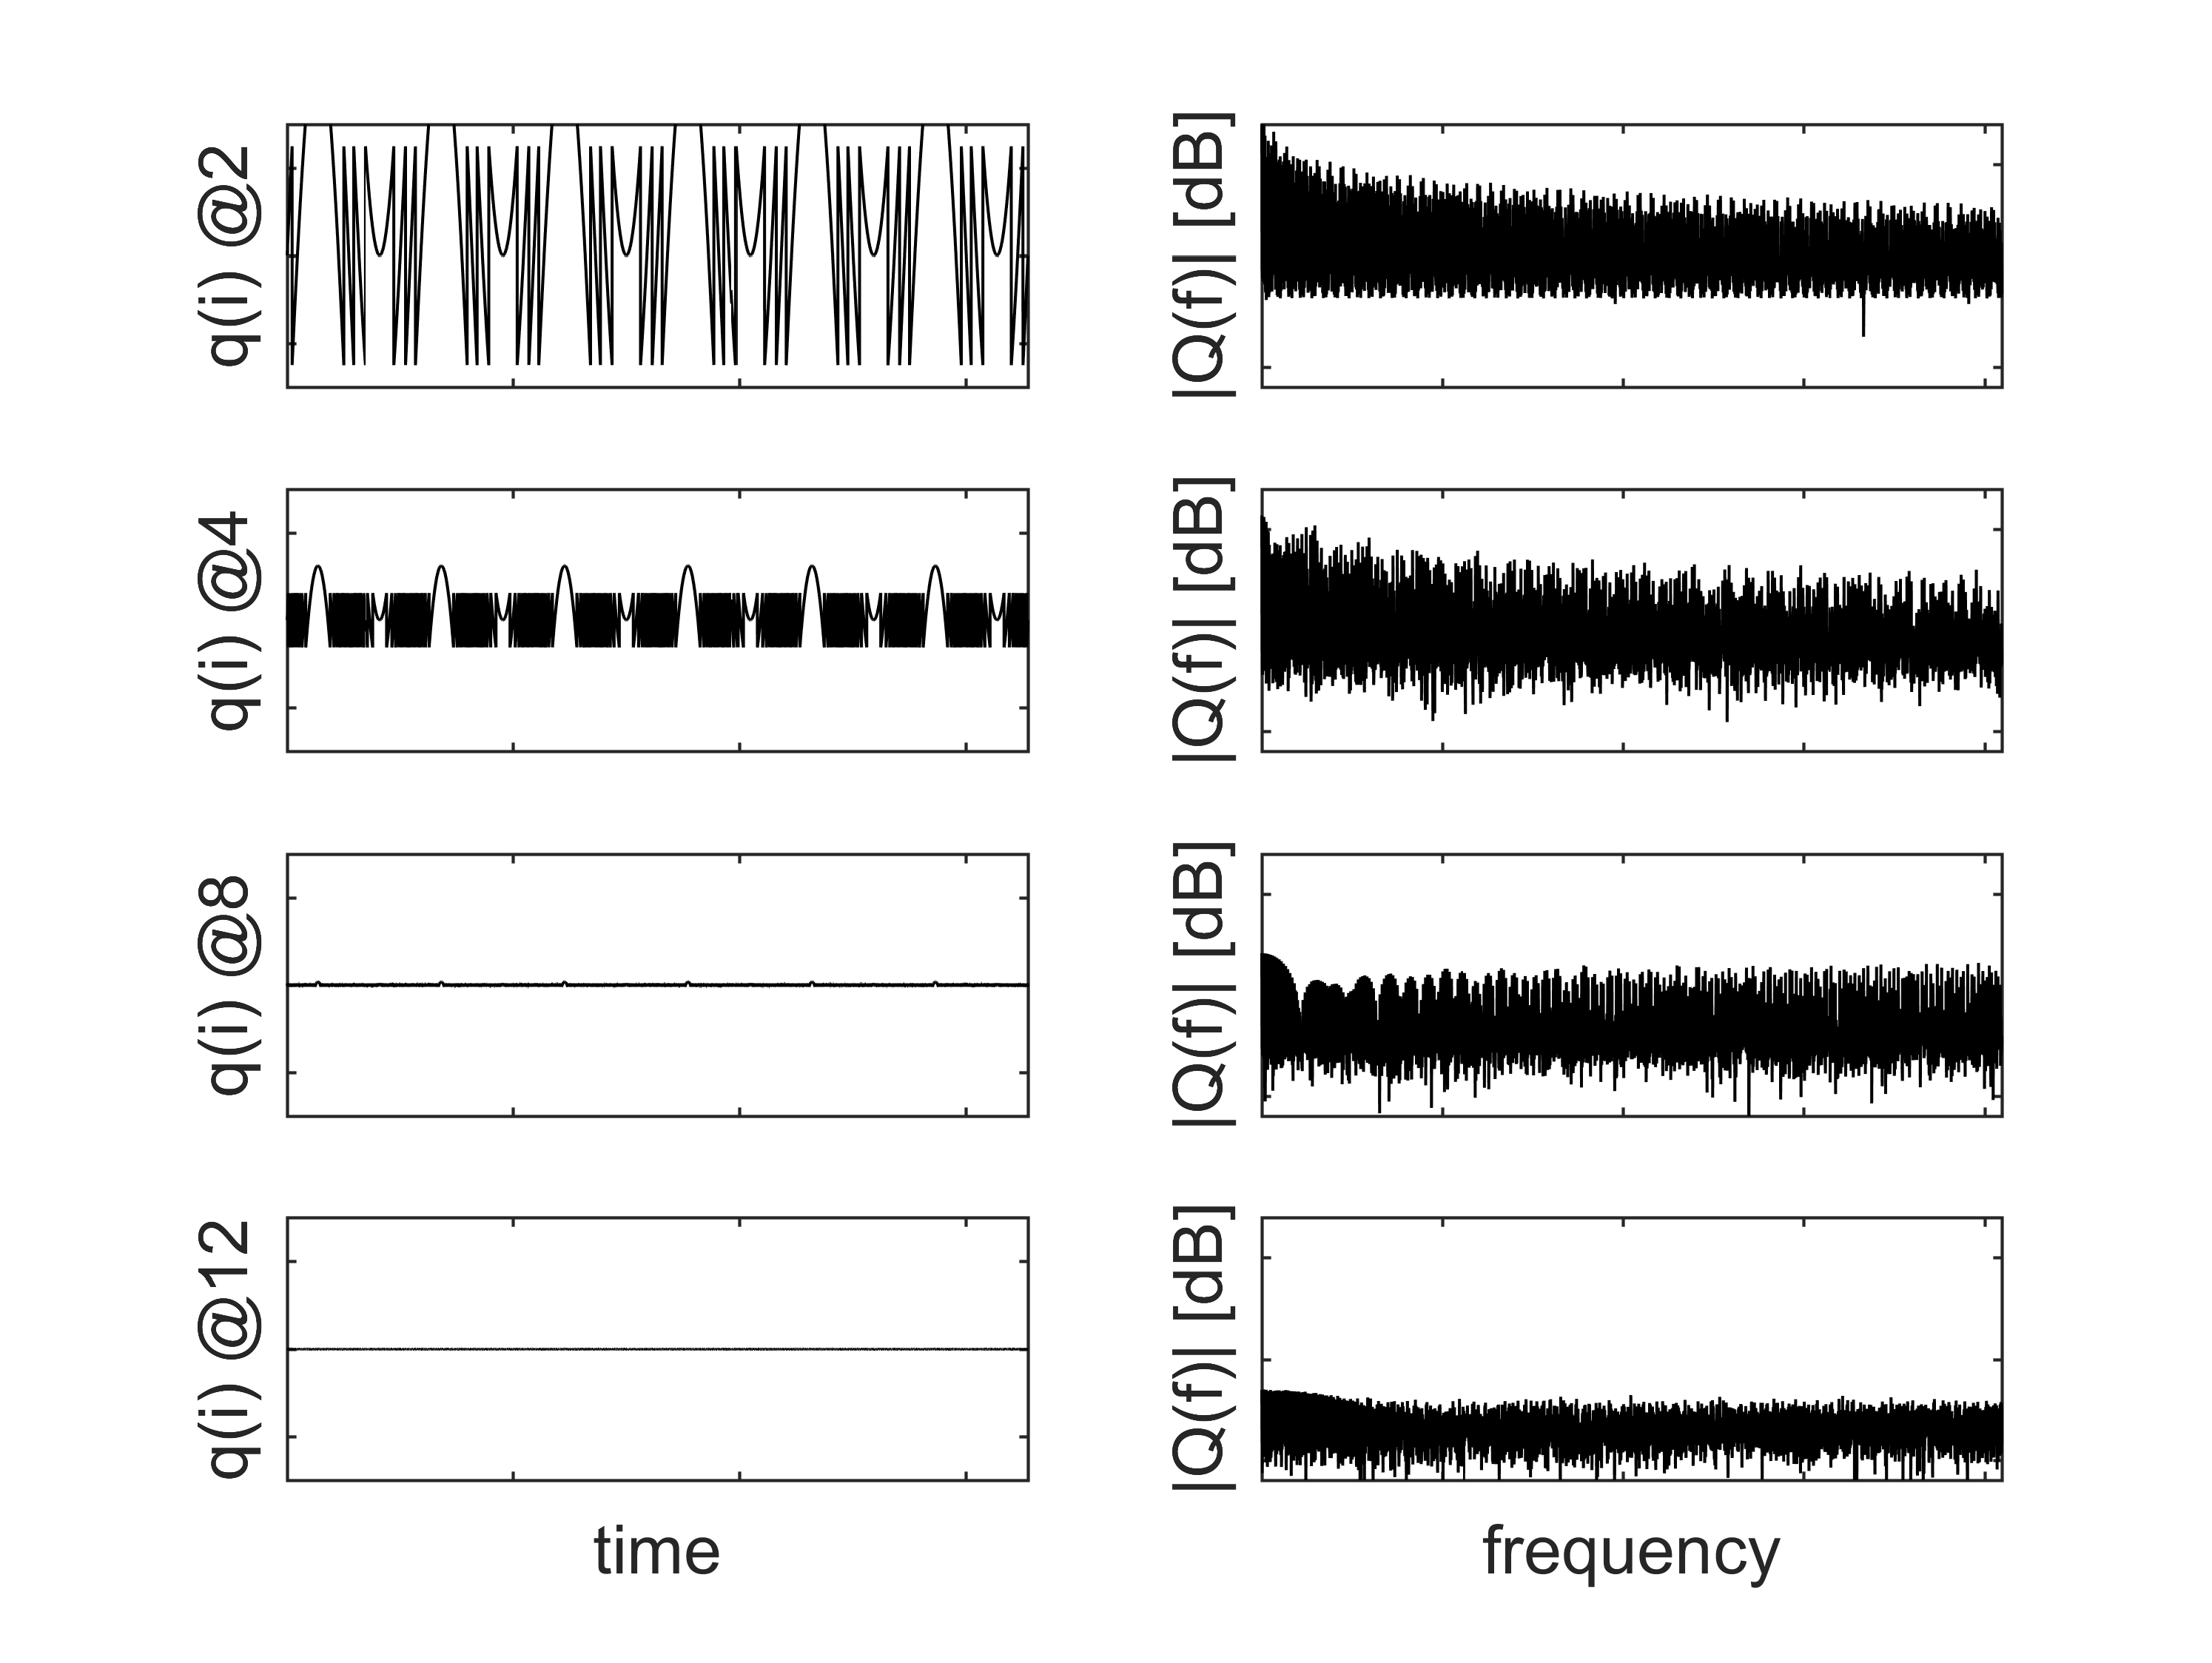 q(i) @2
|Q(f)| [dB]
q(i) @4
|Q(f)| [dB]
q(i) @8
|Q(f)| [dB]
q(i) @12
|Q(f)| [dB]
time
frequency